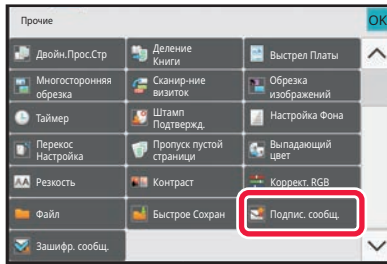 Прочие
OK
Двойн.Прос.Стр
Деление
Книги
Выстрел Платы
Многосторонняя
обрезка
Сканир-ние
визиток
Обрезка
изображений
Таймер
Штамп
Подтвержд.
Настройка Фона
Перекос
Настройка
Пропуск пустой
страници
Выпадающий
цвет
Резкость
Контраст
Коррект. RGB
Файл
Быстрое Сохран
Подпис. сообщ.
Зашифр. сообщ.